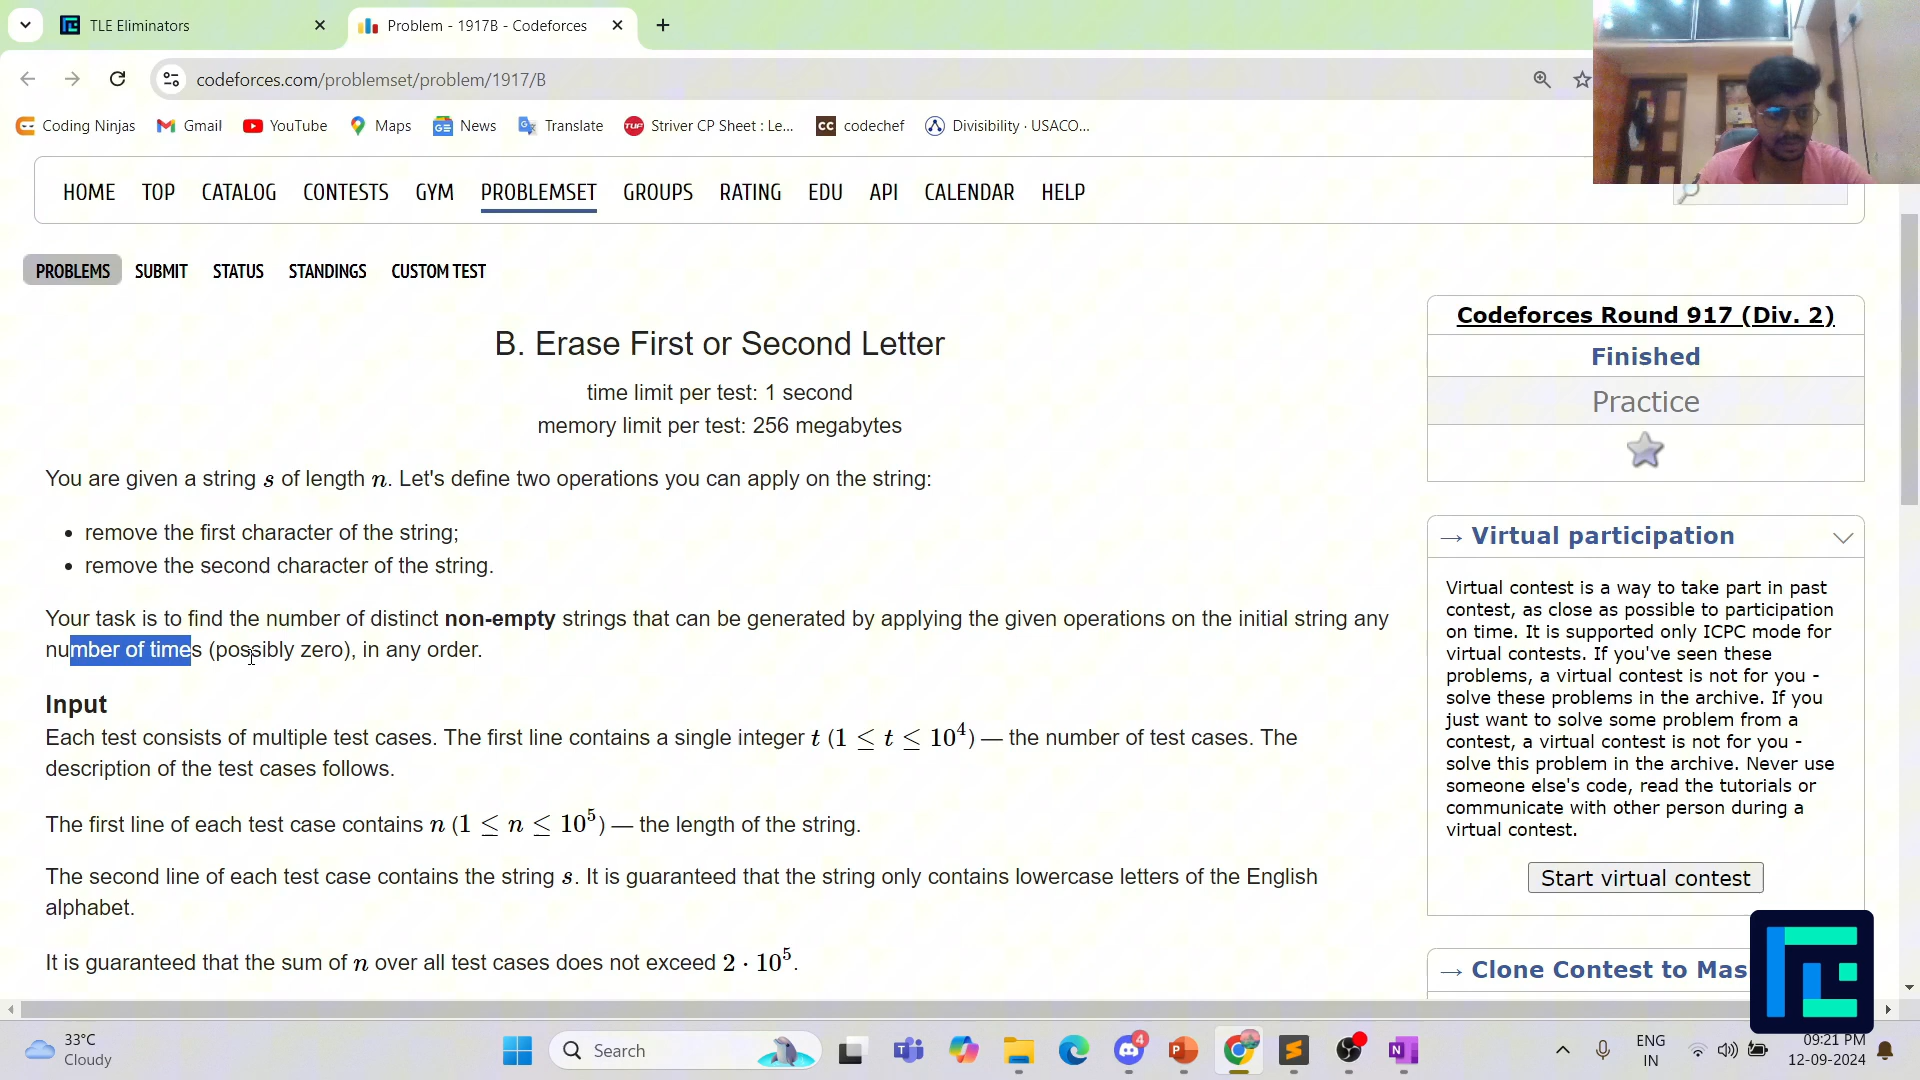 TLE Eliminators
Problem - 1917B - Codeforces
codeforces.com/problemset/problem/1917/B
Coding Ninjas
Gmail
YouTube
Maps
News
Translate
TUF
Striver CP Sheet : Le...
CC
codechef
Divisibility · USACO...
HOME TOP CATALOG CONTESTS GYM PROBLEMSET GROUPS RATING EDU API CALENDAR HELP
PROBLEMS SUBMIT STATUS STANDINGS CUSTOM TEST
B. Erase First or Second Letter
time limit per test: 1 second
memory limit per test: 256 megabytes
You are given a string s of length n. Let's define two operations you can apply on the string:
• remove the first character of the string;
• remove the second character of the string.
Your task is to find the number of distinct non-empty strings that can be generated by applying the given operations on the initial string any
number of times (possibly zero), in any order.
Input
Each test consists of multiple test cases. The first line contains a single integer t (1 ≤ t ≤ 10⁴) — the number of test cases. The
description of the test cases follows.
The first line of each test case contains n (1 ≤ n ≤ 10⁵) — the length of the string.
The second line of each test case contains the string s. It is guaranteed that the string only contains lowercase letters of the English
alphabet.
It is guaranteed that the sum of n over all test cases does not exceed 2 · 10⁵.
Codeforces Round 917 (Div. 2)
Finished
Practice
→ Virtual participation
Virtual contest is a way to take part in past
contest, as close as possible to participation
on time. It is supported only ICPC mode for
virtual contests. If you've seen these
problems, a virtual contest is not for you -
solve these problems in the archive. If you
just want to solve some problem from a
contest, a virtual contest is not for you -
solve this problem in the archive. Never use
someone else's code, read the tutorials or
communicate with other person during a
virtual contest.
Start virtual contest
→ Clone Contest to Mas
33°C
Cloudy
Search
4
ENG
IN
09:21 PM
12-09-2024